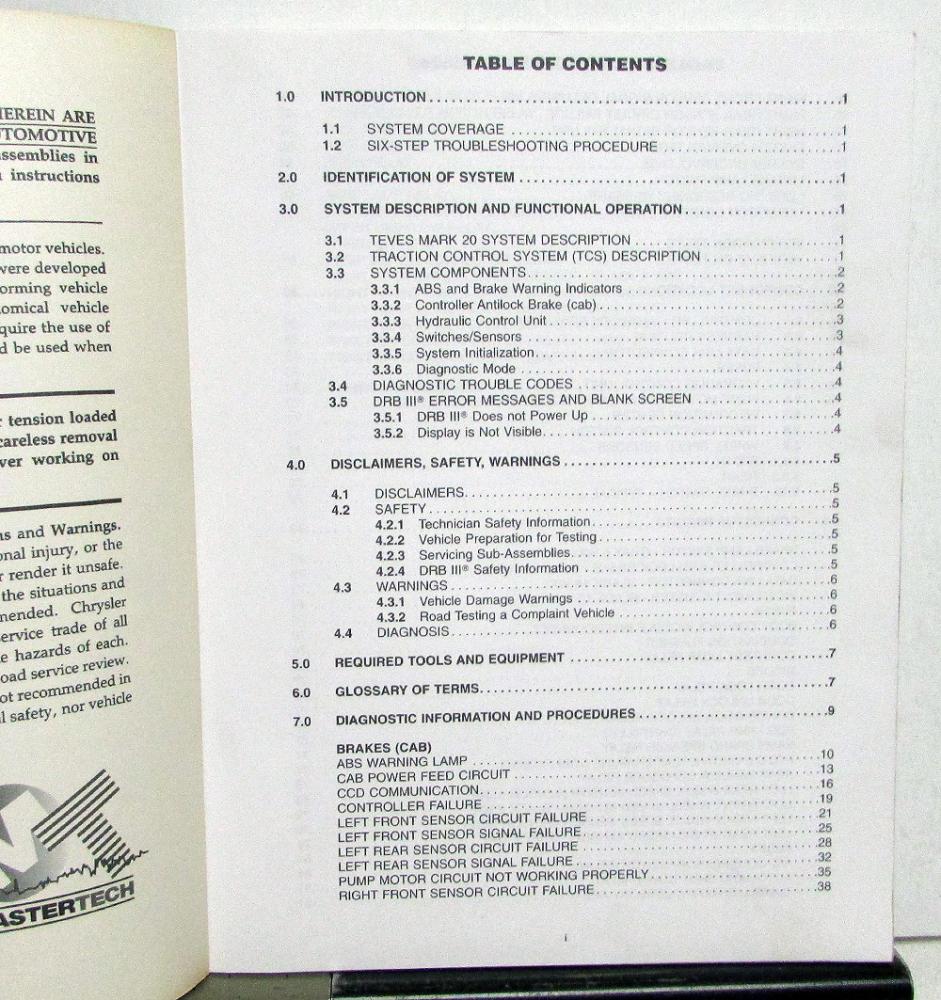 HEREIN ARE
AUTOMOTIVE
assemblies in
instructions
motor vehicles.
were developed
forming vehicle
nomical vehicle
quire the use of
d be used when
tension loaded
careless removal
ver working on
ns and Warnings.
onal injury, or the
r render it unsafe.
the situations and
mended. Chrysler
service trade of all
e hazards of each.
oad service review.
ot recommended in
l safety, nor vehicle
MASTERTECH
TABLE OF CONTENTS
1.0 INTRODUCTION . . . . . 1
1.1 SYSTEM COVERAGE . . . . . 1
1.2 SIX-STEP TROUBLESHOOTING PROCEDURE . . . . . 1
2.0 IDENTIFICATION OF SYSTEM . . . . . 1
3.0 SYSTEM DESCRIPTION AND FUNCTIONAL OPERATION . . . . . 1
3.1 TEVES MARK 20 SYSTEM DESCRIPTION . . . . . 1
3.2 TRACTION CONTROL SYSTEM (TCS) DESCRIPTION . . . . . 1
3.3 SYSTEM COMPONENTS . . . . . 2
3.3.1 ABS and Brake Warning Indicators . . . . . 2
3.3.2 Controller Antilock Brake (cab) . . . . . 2
3.3.3 Hydraulic Control Unit . . . . . 3
3.3.4 Switches/Sensors . . . . . 3
3.3.5 System Initialization . . . . . 4
3.3.6 Diagnostic Mode . . . . . 4
3.4 DIAGNOSTIC TROUBLE CODES . . . . . 4
3.5 DRB III® ERROR MESSAGES AND BLANK SCREEN . . . . . 4
3.5.1 DRB III® Does not Power Up . . . . . 4
3.5.2 Display is Not Visible . . . . . 4
4.0 DISCLAIMERS, SAFETY, WARNINGS . . . . . 5
4.1 DISCLAIMERS . . . . . 5
4.2 SAFETY . . . . . 5
4.2.1 Technician Safety Information . . . . . 5
4.2.2 Vehicle Preparation for Testing . . . . . 5
4.2.3 Servicing Sub-Assemblies . . . . . 5
4.2.4 DRB III® Safety Information . . . . . 5
4.3 WARNINGS . . . . . 6
4.3.1 Vehicle Damage Warnings . . . . . 6
4.3.2 Road Testing a Complaint Vehicle . . . . . 6
4.4 DIAGNOSIS . . . . . 6
5.0 REQUIRED TOOLS AND EQUIPMENT . . . . . 7
6.0 GLOSSARY OF TERMS . . . . . 7
7.0 DIAGNOSTIC INFORMATION AND PROCEDURES . . . . . 9
BRAKES (CAB)
ABS WARNING LAMP . . . . . 10
CAB POWER FEED CIRCUIT . . . . . 13
CCD COMMUNICATION . . . . . 16
CONTROLLER FAILURE . . . . . 19
LEFT FRONT SENSOR CIRCUIT FAILURE . . . . . 21
LEFT FRONT SENSOR SIGNAL FAILURE . . . . . 25
LEFT REAR SENSOR CIRCUIT FAILURE . . . . . 28
LEFT REAR SENSOR SIGNAL FAILURE . . . . . 32
PUMP MOTOR CIRCUIT NOT WORKING PROPERLY . . . . . 35
RIGHT FRONT SENSOR CIRCUIT FAILURE . . . . . 38
i